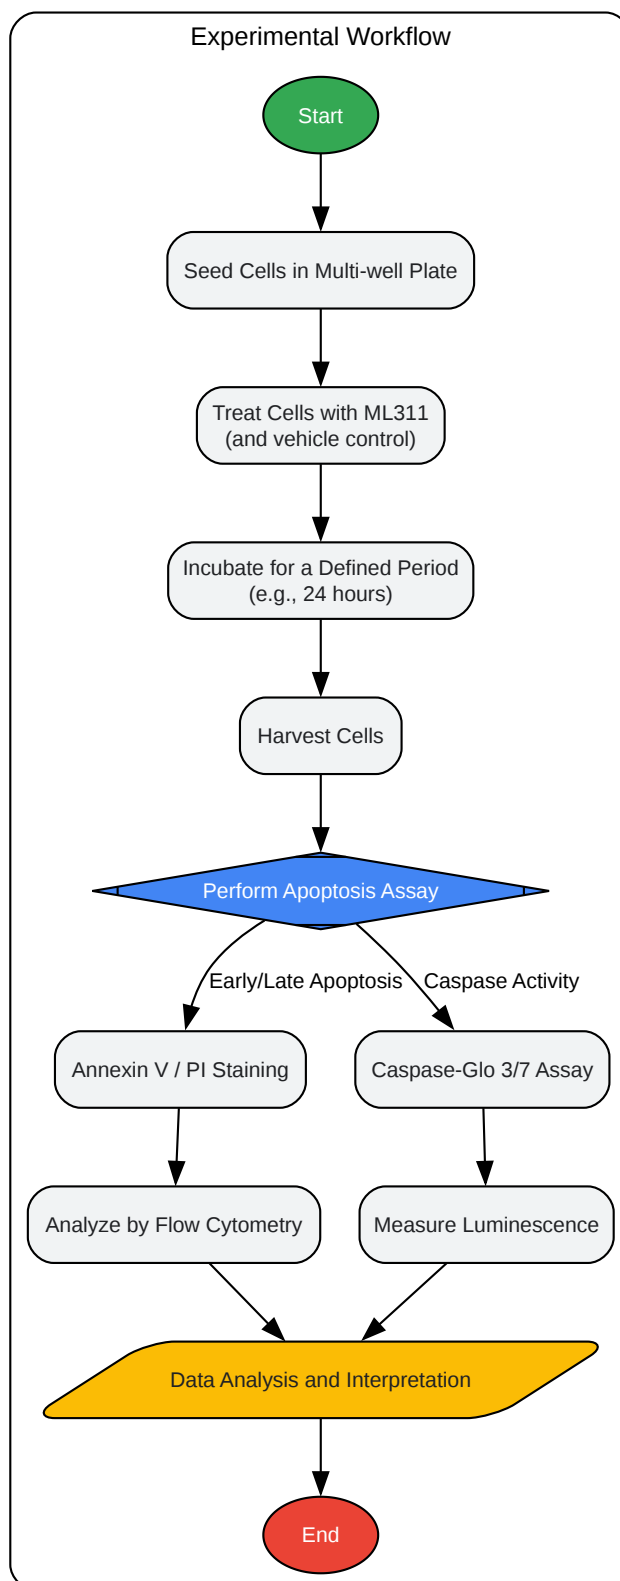 Experimental Workflow
Start
Seed Cells in Multi-well Plate
Treat Cells with ML311
(and vehicle control)
Incubate for a Defined Period
(e.g., 24 hours)
Harvest Cells
Perform Apoptosis Assay
Early/Late Apoptosis
Caspase Activity
Annexin V / PI Staining
Caspase-Glo 3/7 Assay
Analyze by Flow Cytometry
Measure Luminescence
Data Analysis and Interpretation
End